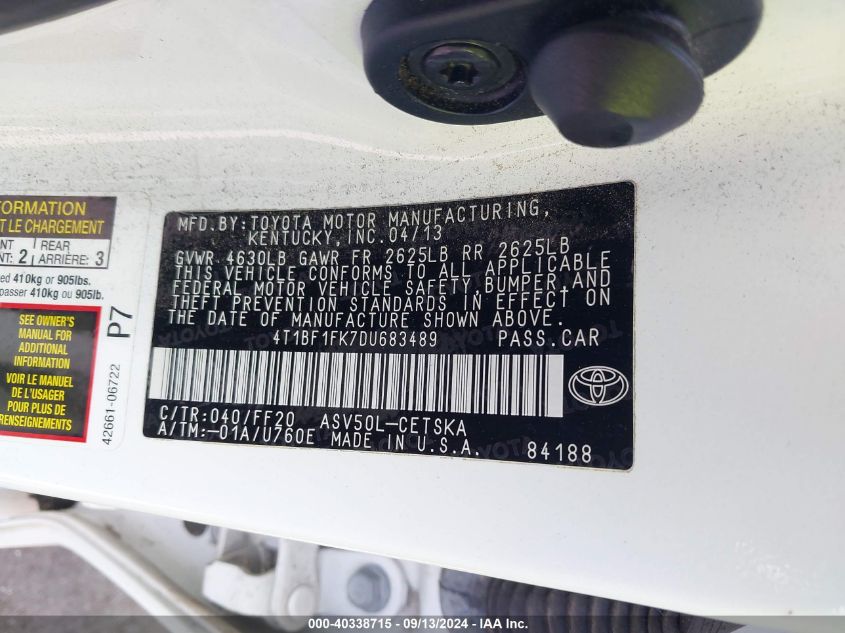 FORMATION
T LE CHARGEMENT
NT
NT: 2
REAR
ARRIÈRE: 3
ed 410kg or 905lbs.
passer 410kg ou 905lb.
SEE OWNER'S
MANUAL FOR
ADDITIONAL
INFORMATION
VOIR LE MANUEL
DE L'USAGER
POUR PLUS DE
P7
42661-06722
MFD.BY:TOYOTA MOTOR MANUFACTURING,
KENTUCKY, INC.04/13
GVWR 4630LB GAWR FR 2625LB RR 2625LB
THIS VEHICLE CONFORMS TO ALL APPLICABLE
FEDERAL MOTOR VEHICLE SAFETY,BUMPER,AND
THEFT PREVENTION STANDARDS IN EFFECT ON
THE DATE OF MANUFACTURE SHOWN ABOVE.
4T1BF1FK7DU683489 PASS.CAR
C/TR:040/FF20 ASV50L-CETSKA
A/TM:-01A/U760E MADE IN U.S.A. 84188
© IAA - 40338715 - 09/13/2024 - © IAA Inc.